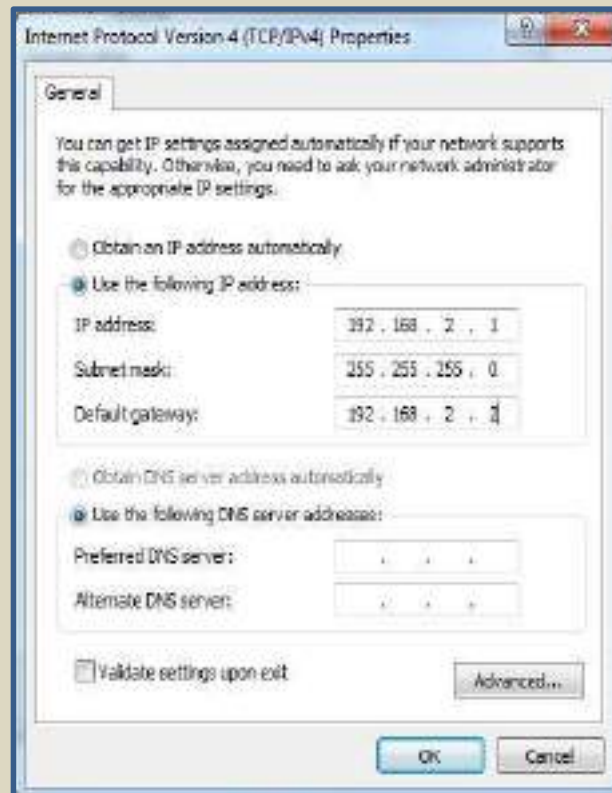 Internet Protocol Version 4 (TCP/IPv4) Properties
General
You can get IP settings assigned automatically if your network supports
this capability. Otherwise, you need to ask your network administrator
for the appropriate IP settings.
Obtain an IP address automatically
Use the following IP address:
IP address: 192 . 168 . 2 . 1
Subnet mask: 255 . 255 . 255 . 0
Default gateway: 192 . 168 . 2 .
Obtain DNS server address automatically
Use the following DNS server addresses:
Preferred DNS server: . . .
Alternate DNS server: . . .
Validate settings upon exit
Advanced...
OK Cancel